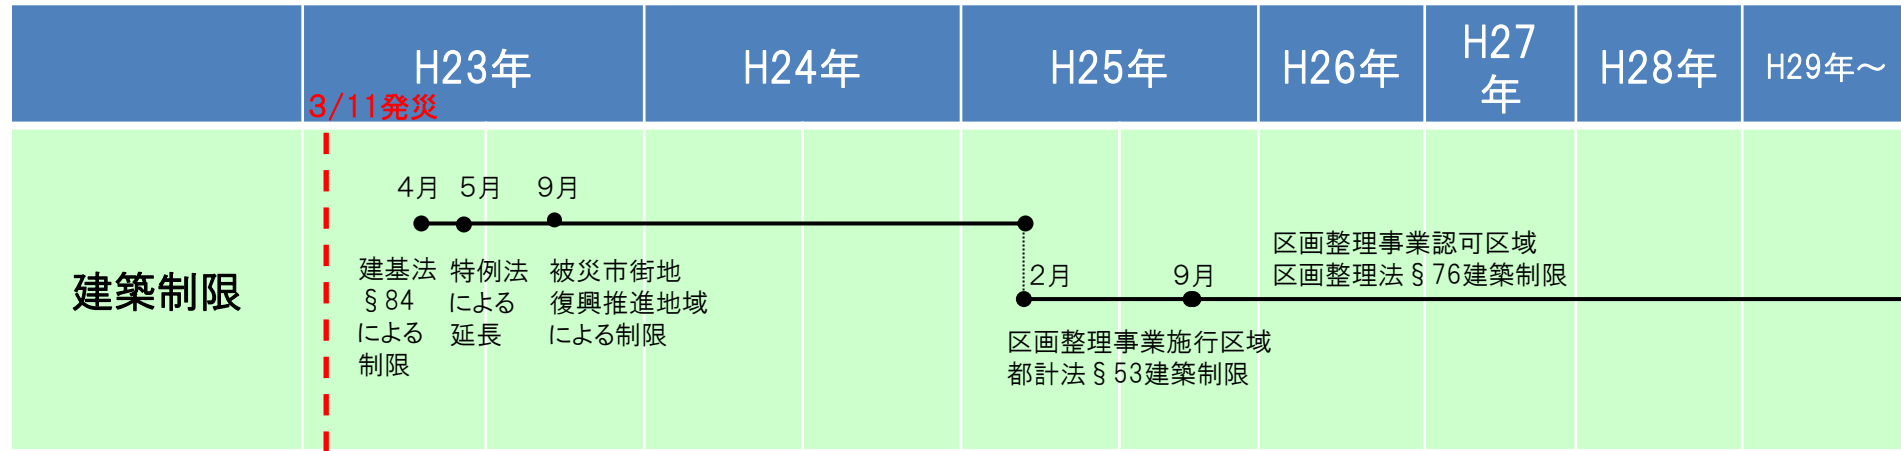 H23年
H24年
H25年
H26年
H27
年
H28年
H29年～
3/11発災
建築制限
4月
5月
9月
建基法
§84
による
制限
特例法
による
延長
被災市街地
復興推進地域
による制限
2月
9月
区画整理事業施行区域
都計法§53建築制限
区画整理事業認可区域
区画整理法§76建築制限